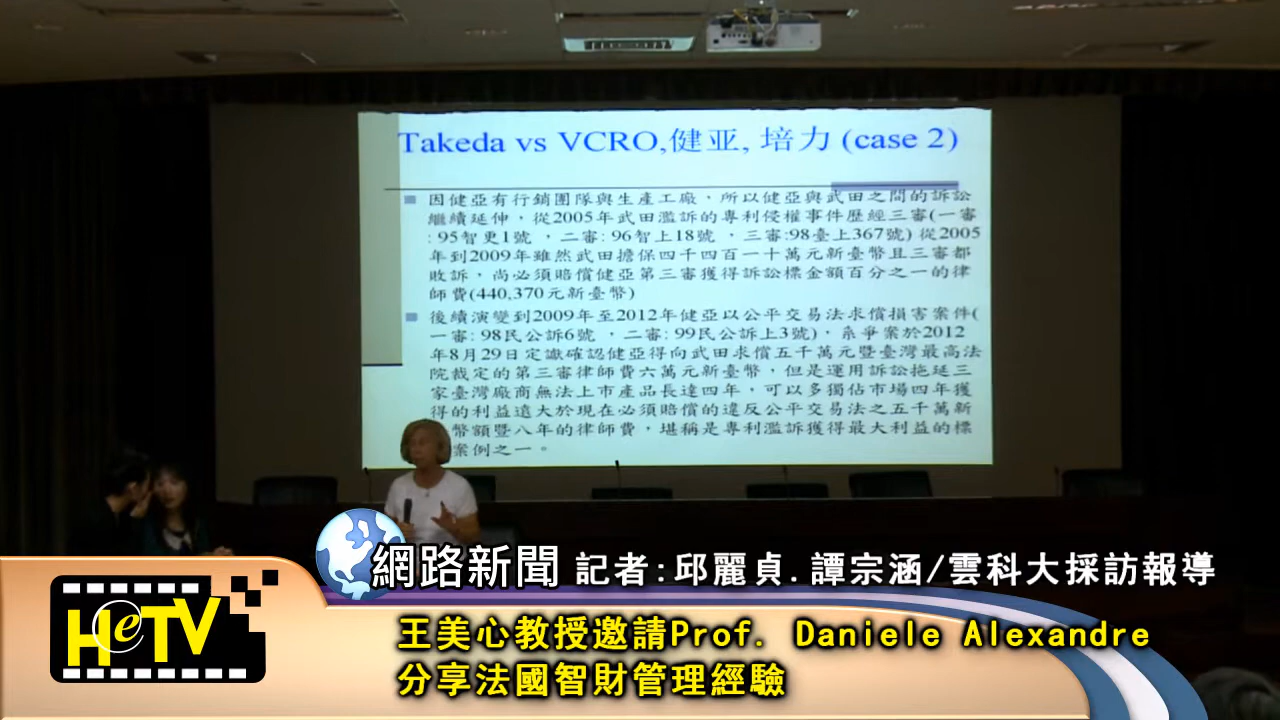 Takeda vs VCRO,健亚, 培力 (case 2)
因健亞有行銷團隊與生產工廠，所以健亞與武田之間的訴訟
繼續延伸，從2005年武田濫訴的專利侵權事件歷經三審(一審
: 95智更1號 ，二審: 96智上18號 ，三審:98臺上367號) 從2005
年到2009年雖然武田擔保四千四百一十萬元新臺幣且三審都
敗訴，尚必須賠償健亞第三審獲得訴訟標金額百分之一的律
師費(440,370元新臺幣)
後續演變到2009年至2012年健亞以公平交易法求償損害案件(
一審: 98民公訴6號 ，二審: 99民公訴上3號)，系爭案於2012
年8月29日定讞確認健亞得向武田求償五千萬元暨臺灣最高法
院裁定的第三審律師費六萬元新臺幣，但是運用訴訟拖延三
家臺灣廠商無法上市產品長達四年，可以多獨佔市場四年獲
得的利益遠大於現在必須賠償的違反公平交易法之五千萬新
幣額暨八年的律師費，堪稱是專利濫訴獲得最大利益的標
案例之一。
網路新聞 記者:邱麗貞.譚宗涵/雲科大採訪報導
HeTV
王美心教授邀請Prof. Daniele Alexandre
分享法國智財管理經驗